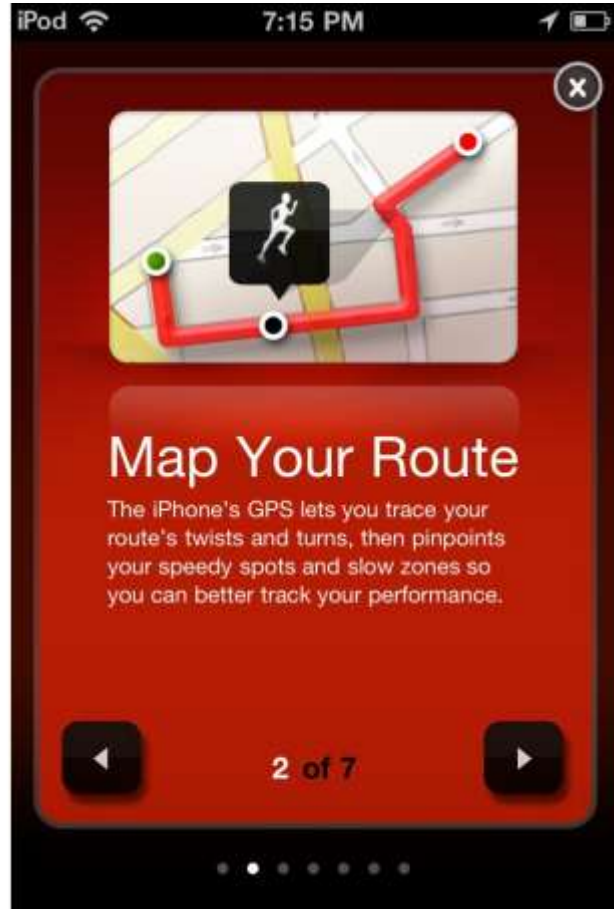 iPod 7:15 PM
Map Your Route
The iPhone's GPS lets you trace your
route's twists and turns, then pinpoints
your speedy spots and slow zones so
you can better track your performance.
2 of 7